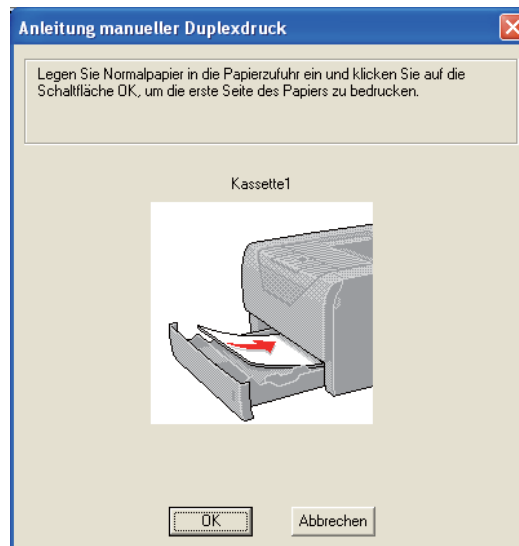 Anleitung manueller Duplexdruck
Legen Sie Normalpapier in die Papierzufuhr ein und klicken Sie auf die
Schaltfläche OK, um die erste Seite des Papiers zu bedrucken.
Kassette1
OK
Abbrechen